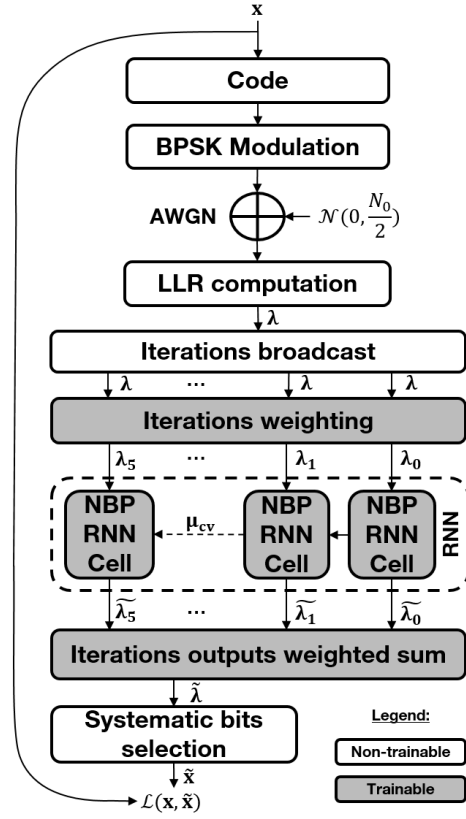 x
Code
BPSK Modulation
AWGN
𝒩(0, N₀/2)
LLR computation
λ
Iterations broadcast
λ ... λ λ
Iterations weighting
λ₅ ... λ₁ λ₀
NBP RNN Cell
μcv
NBP RNN Cell
NBP RNN Cell
RNN
λ̃₅ ... λ̃₁ λ̃₀
Iterations outputs weighted sum
λ̃
Systematic bits
selection
x̃
ℒ(x, x̃)
Legend:
Non-trainable
Trainable